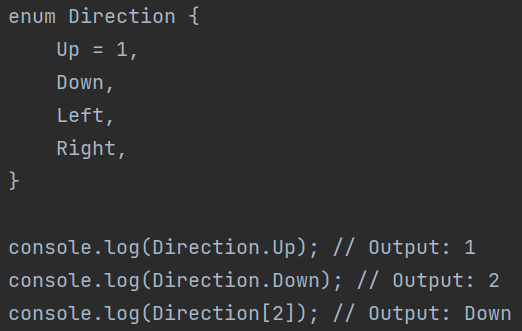 enum Direction {
    Up = 1,
    Down,
    Left,
    Right,
}

console.log(Direction.Up); // Output: 1
console.log(Direction.Down); // Output: 2
console.log(Direction[2]); // Output: Down